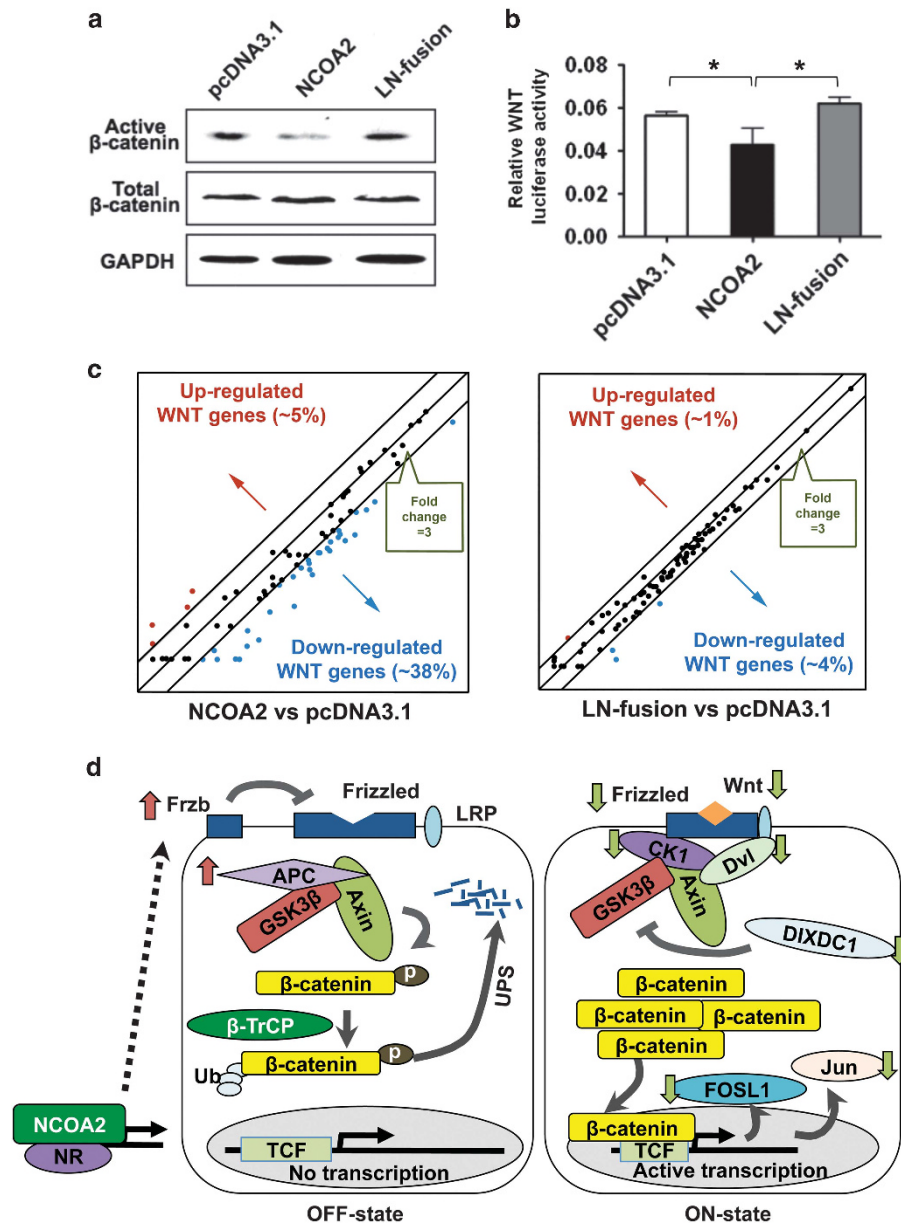 a
pcDNA3.1
NCOA2
LN-fusion
Active
β-catenin
Total
β-catenin
GAPDH
b
Relative WNT
luciferase activity
0.08
0.06
0.04
0.02
0.00
*
*
pcDNA3.1
NCOA2
LN-fusion
c
Up-regulated
WNT genes (~5%)
Fold
change
=3
Down-regulated
WNT genes (~38%)
NCOA2 vs pcDNA3.1
Up-regulated
WNT genes (~1%)
Fold
change
=3
Down-regulated
WNT genes (~4%)
LN-fusion vs pcDNA3.1
d
Frzb
Frizzled
LRP
APC
GSK3β
Axin
β-catenin
p
UPS
β-TrCP
β-catenin
p
Ub
NCOA2
NR
TCF
No transcription
OFF-state
Frizzled
Wnt
CK1
Dvl
GSK3β
Axin
DIXDC1
β-catenin
β-catenin
β-catenin
β-catenin
Jun
FOSL1
β-catenin
TCF
Active transcription
ON-state